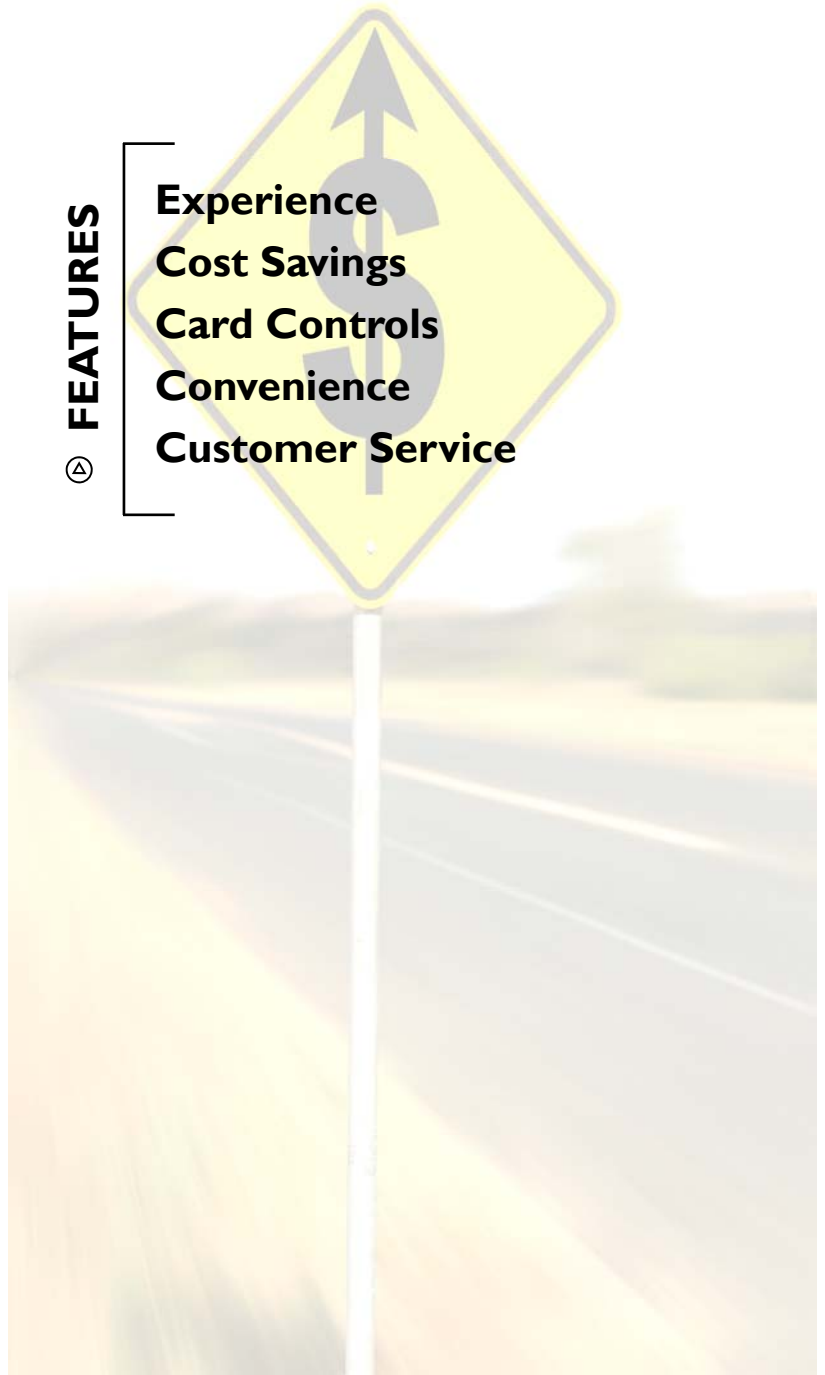 FEATURES
Experience
Cost Savings
Card Controls
Convenience
Customer Service
$